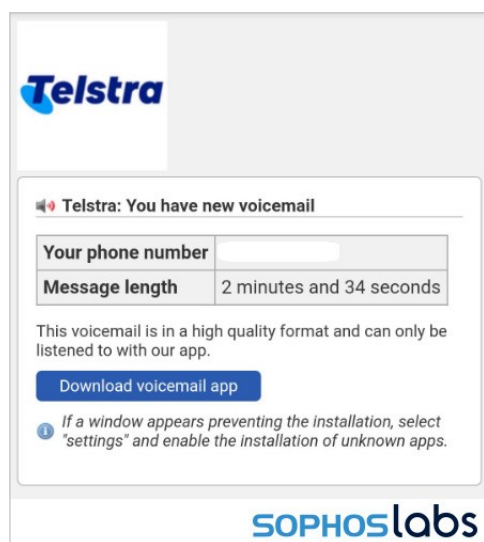 Telstra
Telstra: You have new voicemail
Your phone number
Message length 2 minutes and 34 seconds
This voicemail is in a high quality format and can only be
listened to with our app.
Download voicemail app
If a window appears preventing the installation, select
"settings" and enable the installation of unknown apps.
SOPHOSlabs